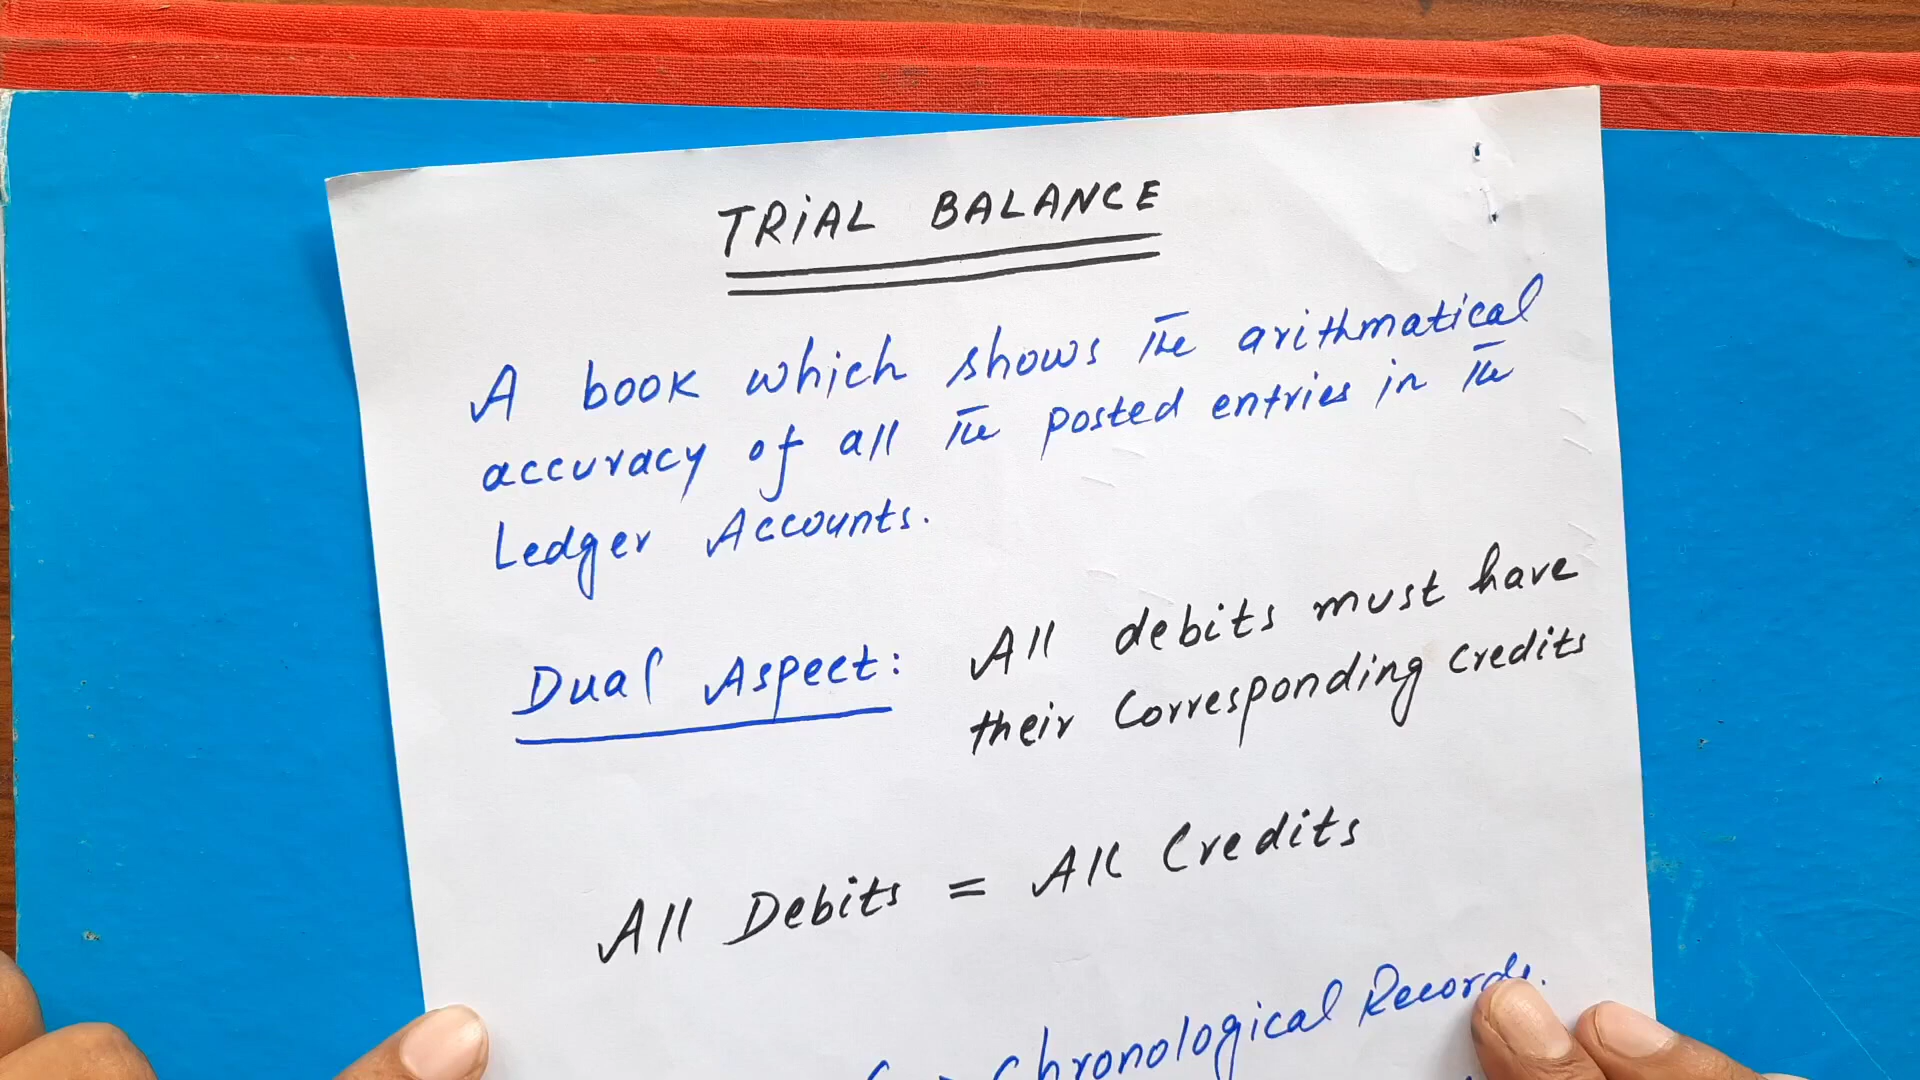 TRIAL BALANCE
A book which shows the arithmatical
accuracy of all the posted entries in the
Ledger Accounts.
Dual Aspect: All debits must have
their Corresponding Credits
All Debits = All Credits
Chronological Records.